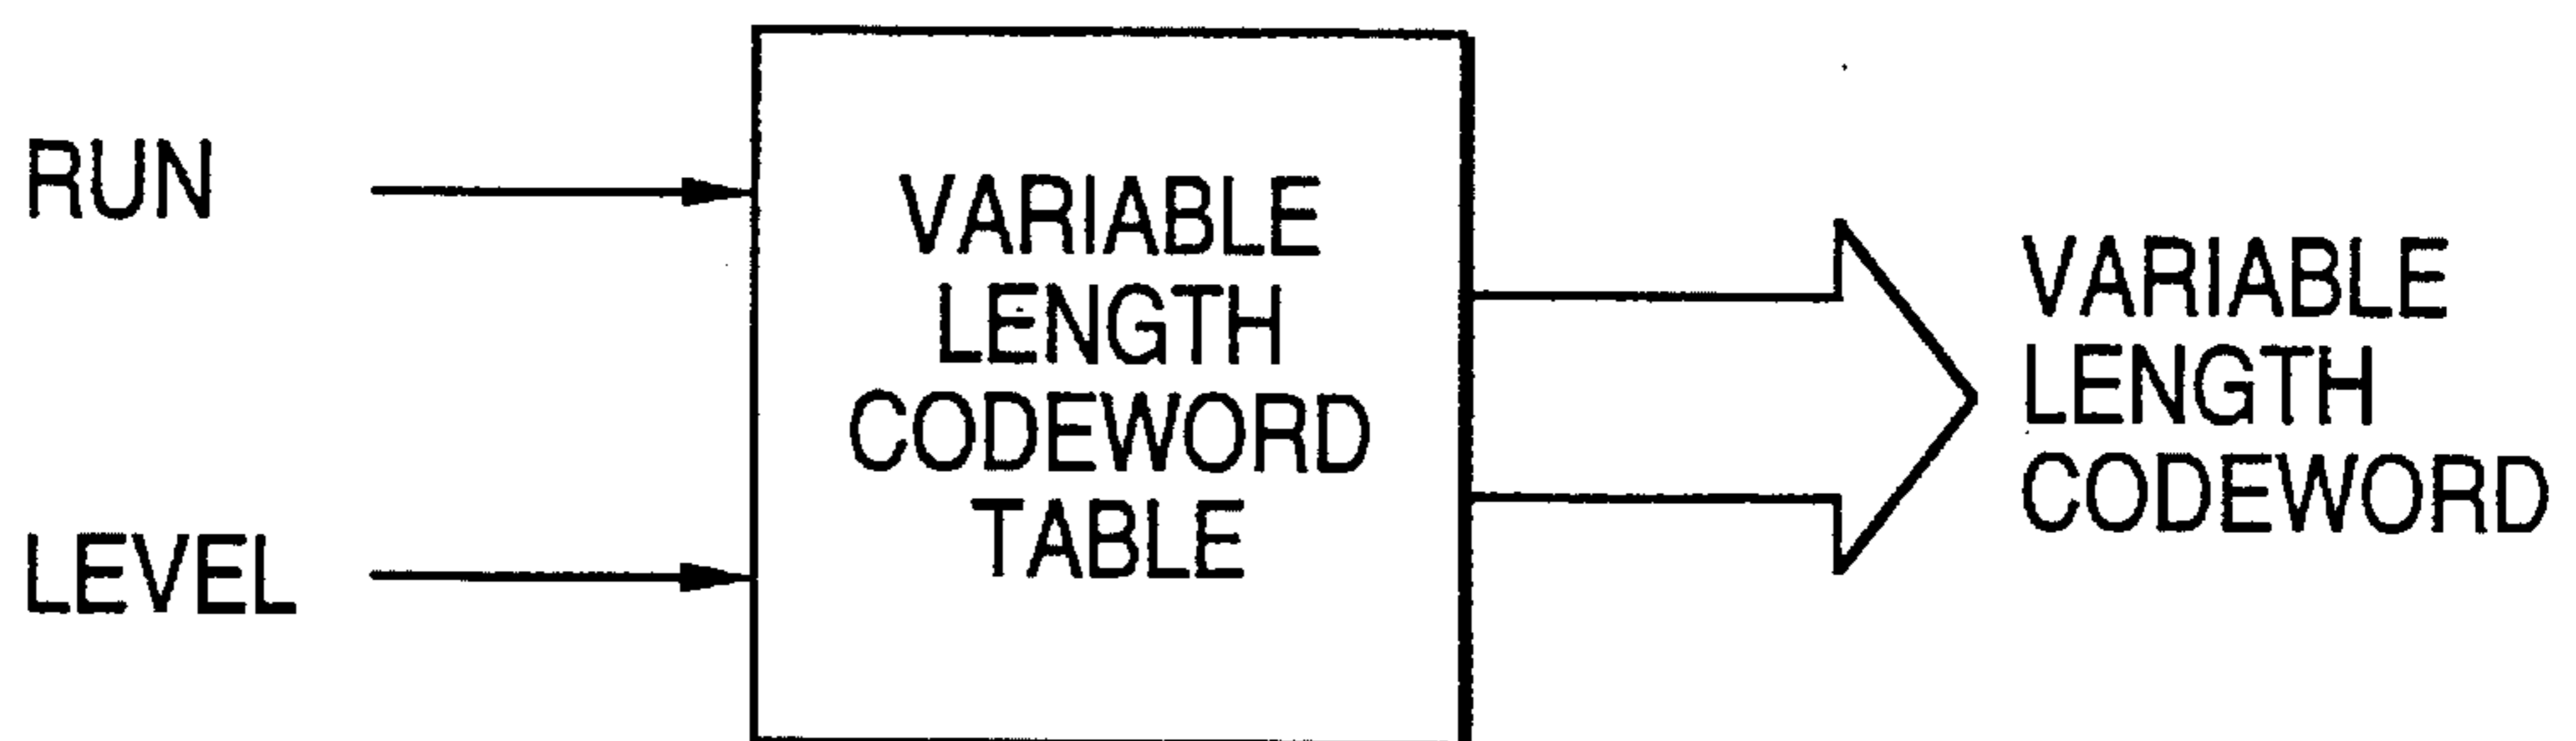 RUN
LEVEL
VARIABLE
LENGTH
CODEWORD
TABLE
VARIABLE
LENGTH
CODEWORD